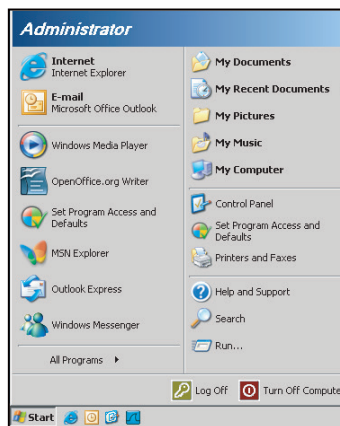 Administrator
Internet
Internet Explorer
E-mail
Microsoft Office Outlook
Windows Media Player
OpenOffice.org Writer
Set Program Access and
Defaults
MSN Explorer
Outlook Express
Windows Messenger
All Programs
My Documents
My Recent Documents
My Pictures
My Music
My Computer
Control Panel
Set Program Access and
Defaults
Printers and Faxes
Help and Support
Search
Run...
Log Off
Turn Off Compute
Start